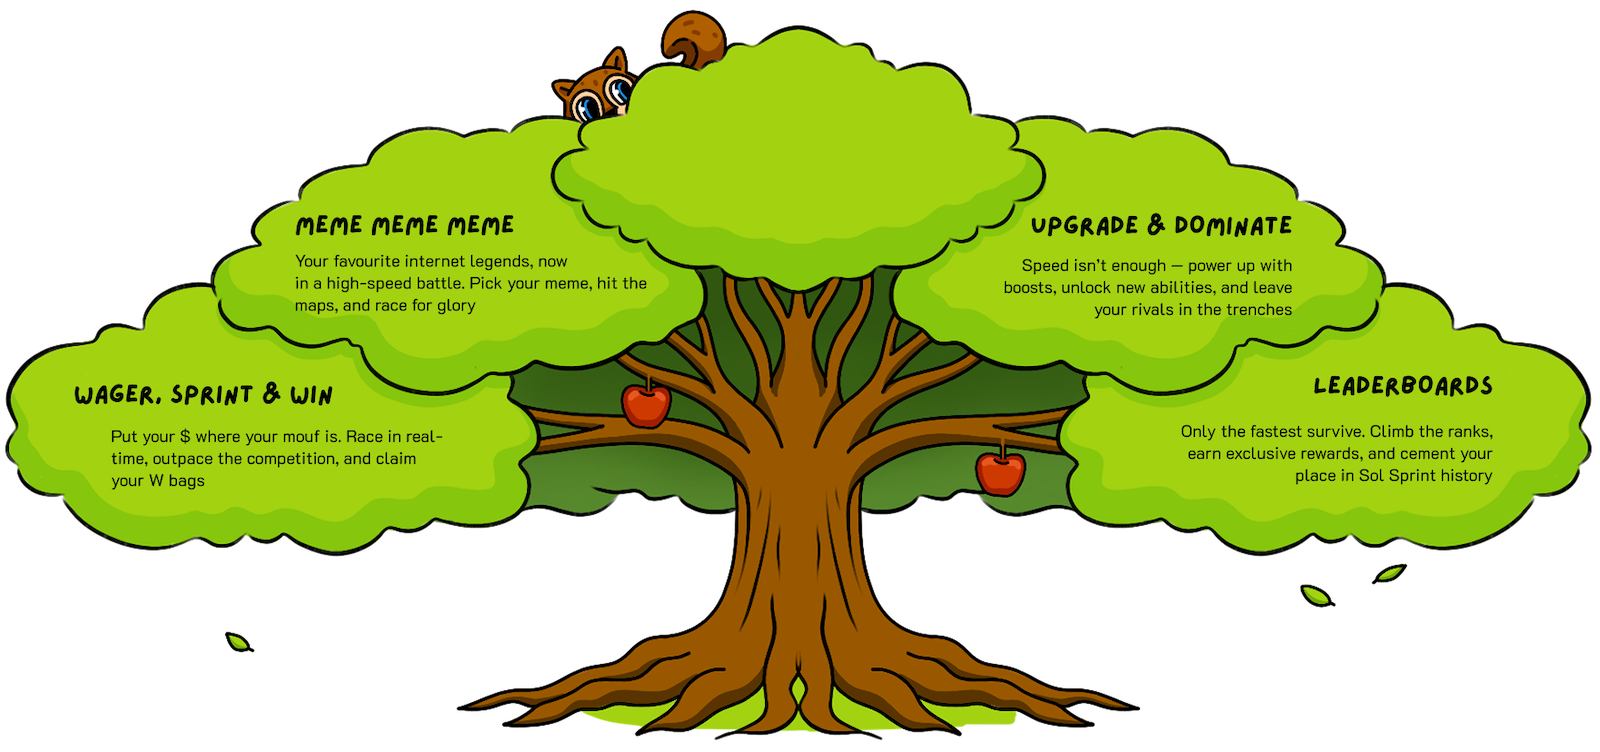 MEME MEME MEME
Your favourite internet legends, now
in a high-speed battle. Pick your meme, hit the
maps, and race for glory
UPGRADE & DOMINATE
Speed isn't enough — power up with
boosts, unlock new abilities, and leave
your rivals in the trenches
WAGER, SPRINT & WIN
Put your $ where your mouf is. Race in real-
time, outpace the competition, and claim
your W bags
LEADERBOARDS
Only the fastest survive. Climb the ranks,
earn exclusive rewards, and cement your
place in Sol Sprint history